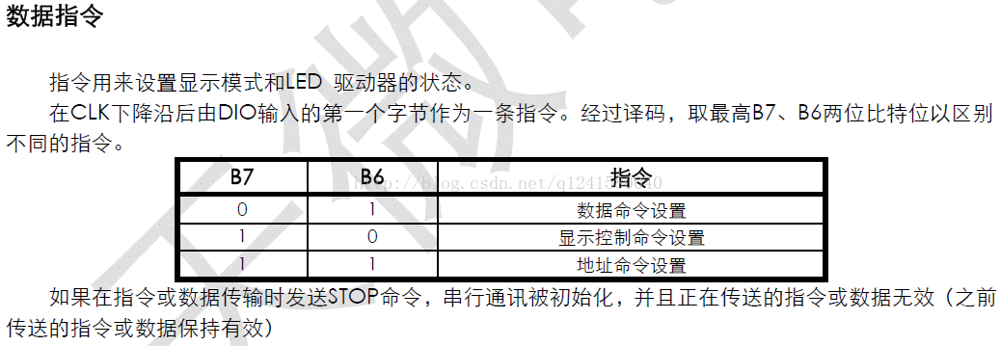 数据指令
指令用来设置显示模式和LED 驱动器的状态。
在CLK下降沿后由DIO输入的第一个字节作为一条指令。经过译码，取最高B7、B6两位比特位以区别
不同的指令。
B7 B6 指令
0 1 数据命令设置
1 0 显示控制命令设置
1 1 地址命令设置
如果在指令或数据传输时发送STOP命令，串行通讯被初始化，并且正在传送的指令或数据无效（之前
传送的指令或数据保持有效）